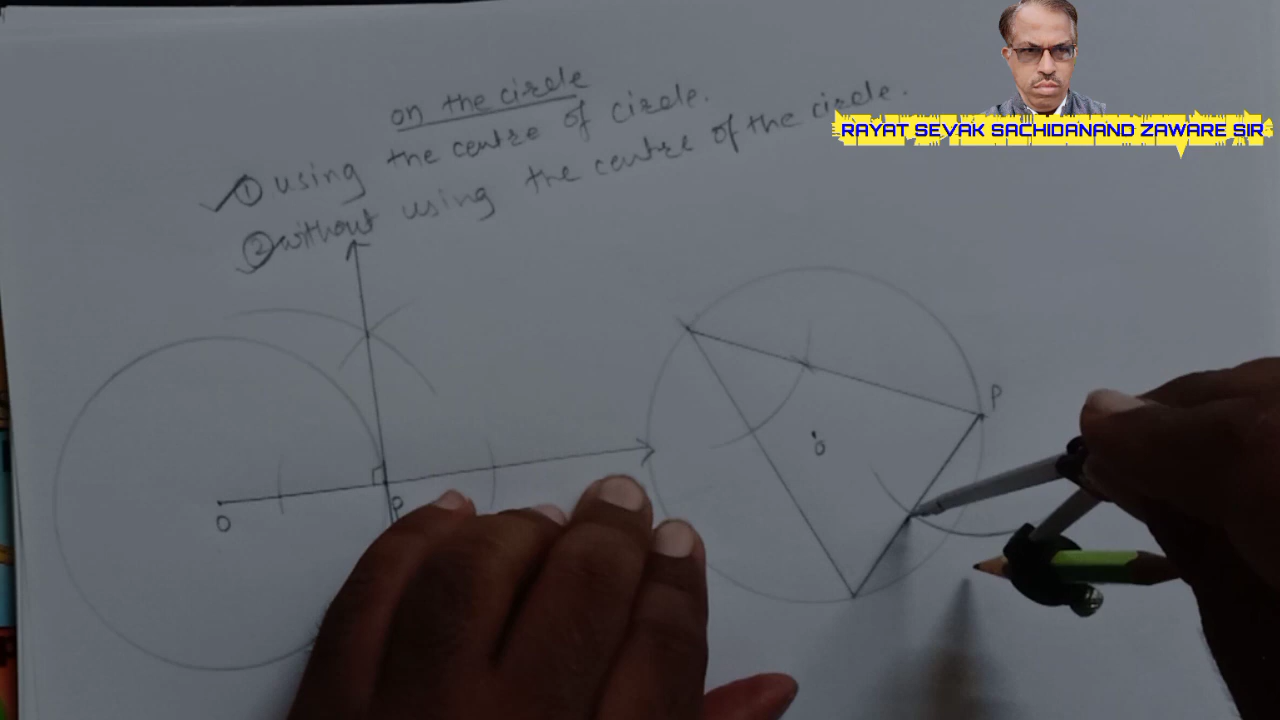 RAYAT SEVAK SACHIDANAND ZAWARE SIR
on the circle
① using the centre of circle.
② without using the centre of the circle.
O
P
O
P